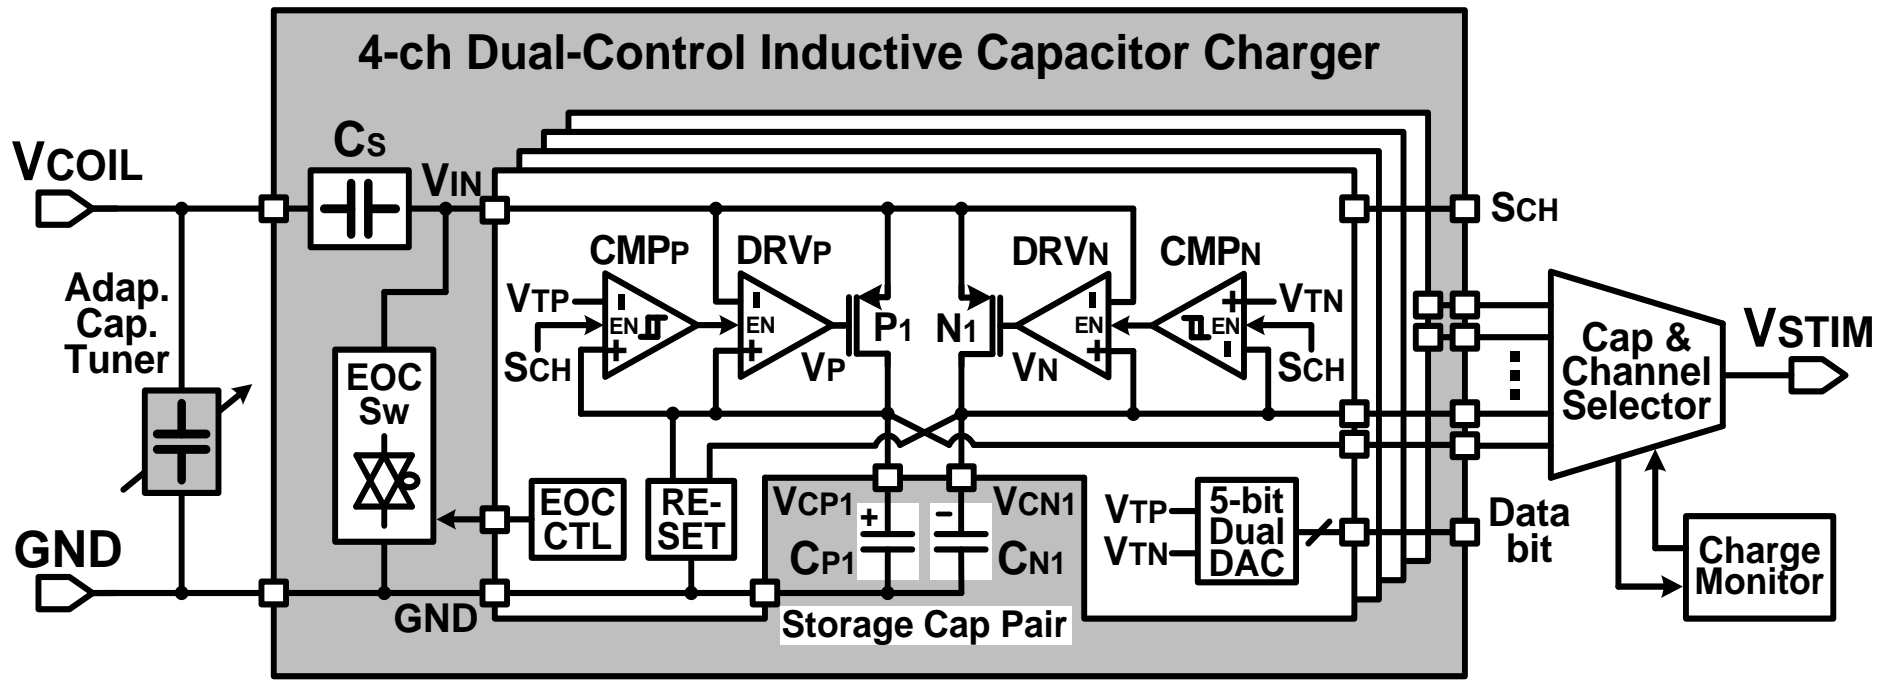 4-ch Dual-Control Inductive Capacitor Charger
VCOIL
CS
VIN
SCH
CMPP
DRVP
DRVN
CMPN
Adap.
Cap.
Tuner
VTP
EN
SCH
EN
VP
P1
N1
VN
EN
EN
VTN
SCH
EOC
Sw
Cap &
Channel
Selector
VSTIM
EOC
CTL
RE-
SET
VCP1
+
CP1
VCN1
−
CN1
VTP
VTN
5-bit
Dual
DAC
Data
bit
Charge
Monitor
GND
GND
Storage Cap Pair